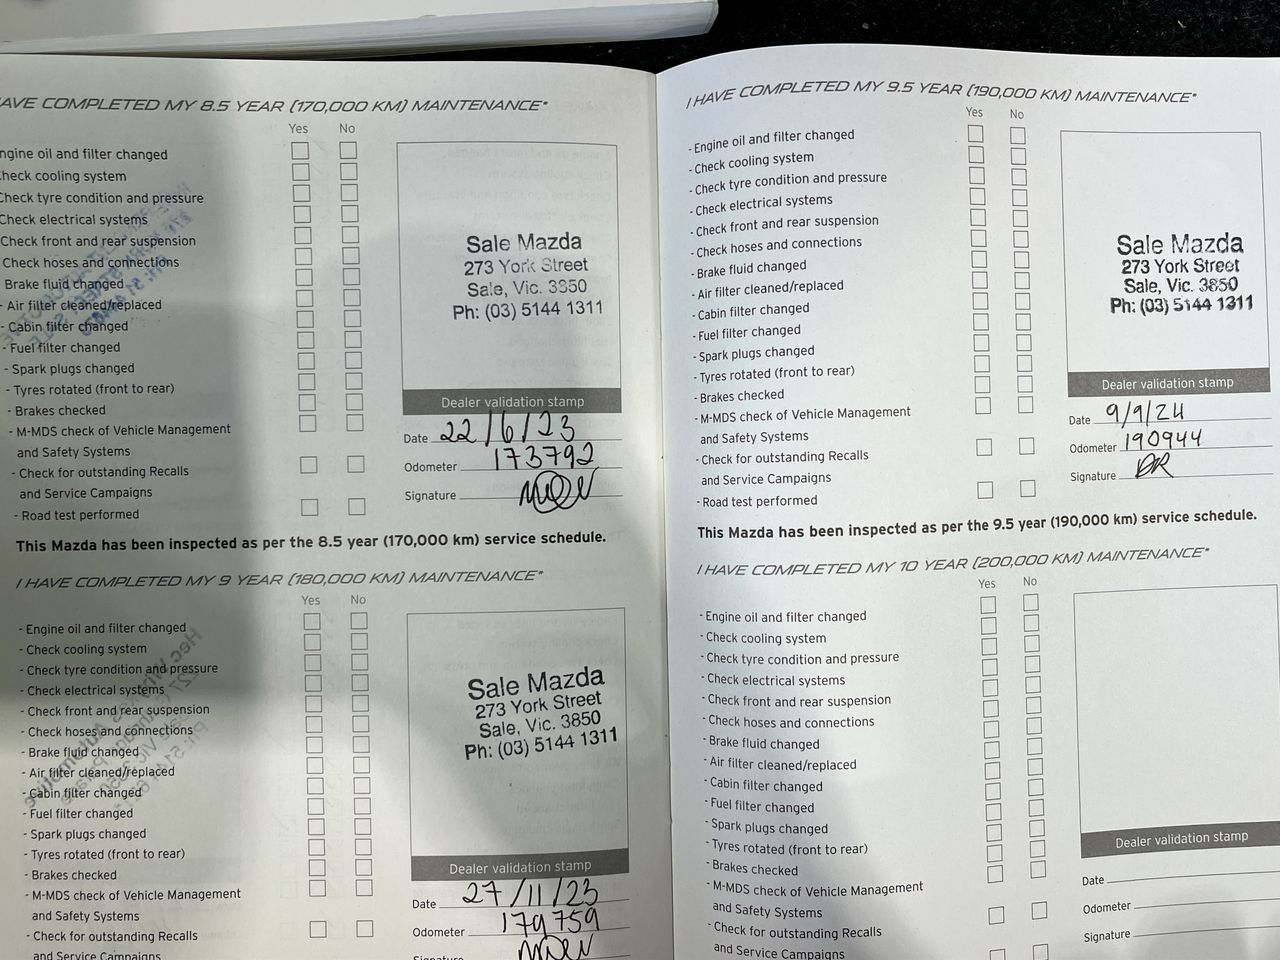 AVE COMPLETED MY 8.5 YEAR (170,000 KM) MAINTENANCE*
Yes No
ngine oil and filter changed
heck cooling system
Check tyre condition and pressure
Check electrical systems
Check front and rear suspension
Check hoses and connections
- Brake fluid changed
- Air filter cleaned/replaced
- Cabin filter changed
- Fuel filter changed
- Spark plugs changed
- Tyres rotated (front to rear)
- Brakes checked
- M-MDS check of Vehicle Management
and Safety Systems
- Check for outstanding Recalls
and Service Campaigns
- Road test performed
Sale Mazda
273 York Street
Sale, Vic. 3850
Ph: (03) 5144 1311
Dealer validation stamp
Date 22/6/23
Odometer 173792
Signature
This Mazda has been inspected as per the 8.5 year (170,000 km) service schedule.
I HAVE COMPLETED MY 9 YEAR (180,000 KM) MAINTENANCE*
Yes No
- Engine oil and filter changed
- Check cooling system
- Check tyre condition and pressure
- Check electrical systems
- Check front and rear suspension
- Check hoses and connections
- Brake fluid changed
- Air filter cleaned/replaced
- Cabin filter changed
- Fuel filter changed
- Spark plugs changed
- Tyres rotated (front to rear)
- Brakes checked
- M-MDS check of Vehicle Management
and Safety Systems
- Check for outstanding Recalls
and Service Campaigns
Sale Mazda
273 York Street
Sale, Vic. 3850
Ph: (03) 5144 1311
Dealer validation stamp
Date 27/11/23
Odometer 179759
Signature
I HAVE COMPLETED MY 9.5 YEAR (190,000 KM) MAINTENANCE*
Yes No
- Engine oil and filter changed
- Check cooling system
- Check tyre condition and pressure
- Check electrical systems
- Check front and rear suspension
- Check hoses and connections
- Brake fluid changed
- Air filter cleaned/replaced
- Cabin filter changed
- Fuel filter changed
- Spark plugs changed
- Tyres rotated (front to rear)
- Brakes checked
- M-MDS check of Vehicle Management
and Safety Systems
- Check for outstanding Recalls
and Service Campaigns
- Road test performed
Sale Mazda
273 York Street
Sale, Vic. 3850
Ph: (03) 5144 1311
Dealer validation stamp
Date 9/9/24
Odometer 190944
Signature
This Mazda has been inspected as per the 9.5 year (190,000 km) service schedule.
I HAVE COMPLETED MY 10 YEAR (200,000 KM) MAINTENANCE*
Yes No
- Engine oil and filter changed
- Check cooling system
- Check tyre condition and pressure
- Check electrical systems
- Check front and rear suspension
- Check hoses and connections
- Brake fluid changed
- Air filter cleaned/replaced
- Cabin filter changed
- Fuel filter changed
- Spark plugs changed
- Tyres rotated (front to rear)
- Brakes checked
- M-MDS check of Vehicle Management
and Safety Systems
- Check for outstanding Recalls
and Service Campaigns
Dealer validation stamp
Date
Odometer
Signature